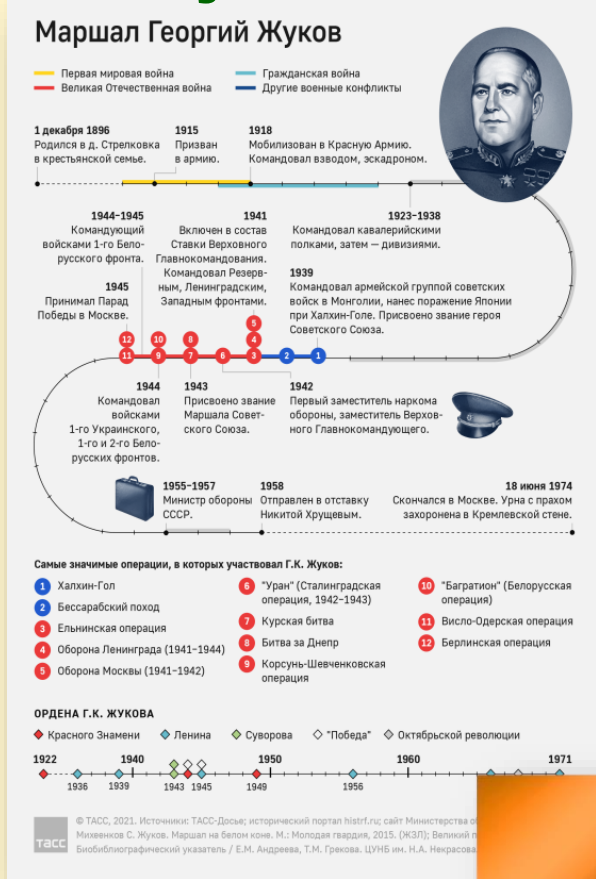 Маршал Георгий Жуков
Первая мировая война
Гражданская война
Великая Отечественная война
Другие военные конфликты
1 декабря 1896
Родился в д. Стрелковка
в крестьянской семье.
1915
Призван
в армию.
1918
Мобилизован в Красную Армию.
Командовал взводом, эскадроном.
1944–1945
Командующий
войсками 1-го Бело-
русского фронта.
1941
Включен в состав
Ставки Верховного
Главнокомандования.
Командовал Резерв-
ным, Ленинградским,
Западным фронтами.
1923–1938
Командовал кавалерийскими
полками, затем — дивизиями.
1945
Принимал Парад
Победы в Москве.
1939
Командовал армейской группой советских
войск в Монголии, нанес поражение Японии
при Халхин-Голе. Присвоено звание героя
Советского Союза.
5
12 10 8 4
11 9 7 6 3 2 1
1944
Командовал
войсками
1-го Украинского,
1-го и 2-го Бело-
русских фронтов.
1943
Присвоено звание
Маршала Совет-
ского Союза.
1942
Первый заместитель наркома
обороны, заместитель Верхов-
ного Главнокомандующего.
1955–1957
Министр обороны
СССР.
1958
Отправлен в отставку
Никитой Хрущевым.
18 июня 1974
Скончался в Москве. Урна с прахом
захоронена в Кремлевской стене.
Самые значимые операции, в которых участвовал Г.К. Жуков:
1 Халхин-Гол
2 Бессарабский поход
3 Ельнинская операция
4 Оборона Ленинграда (1941–1944)
5 Оборона Москвы (1941–1942)
6 "Уран" (Сталинградская
операция, 1942–1943)
7 Курская битва
8 Битва за Днепр
9 Корсунь-Шевченковская
операция
10 "Багратион" (Белорусская
операция)
11 Висло-Одерская операция
12 Берлинская операция
ОРДЕНА Г.К. ЖУКОВА
Красного Знамени
Ленина
Суворова
"Победа"
Октябрьской революции
1922 1940 1950 1960 1971
1936 1939 1943 1945 1949 1956
© ТАСС, 2021. Источники: ТАСС-Досье; исторический портал histrf.ru; сайт Министерства
Михеенков С. Жуков. Маршал на белом коне. М.: Молодая гвардия, 2015. (ЖЗЛ); Великий
Биобиблиографический указатель / Е.М. Андреева, Т.М. Грекова. ЦУНБ им. Н.А. Некрасова
ТАСС